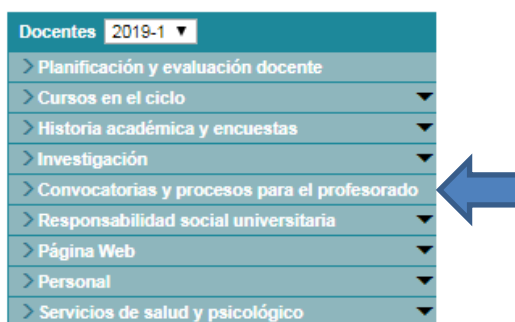 Docentes 2019-1
Planificación y evaluación docente
Cursos en el ciclo
Historia académica y encuestas
Investigación
Convocatorias y procesos para el profesorado
Responsabilidad social universitaria
Página Web
Personal
Servicios de salud y psicológico